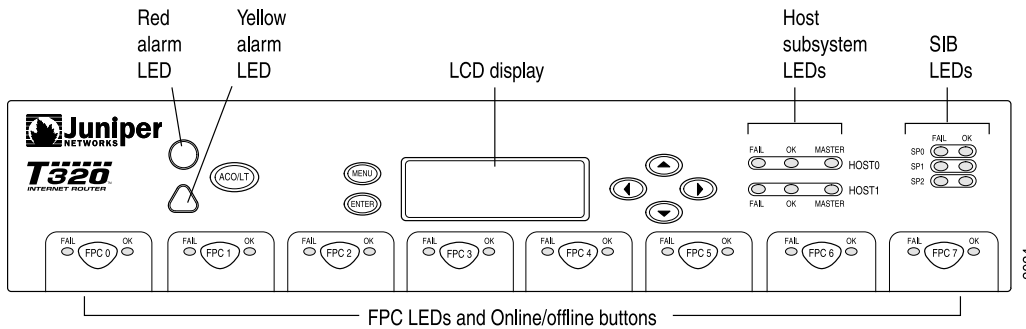 Red
alarm
LED
Yellow
alarm
LED
LCD display
Host
subsystem
LEDs
SIB
LEDs
Juniper
NETWORKS
T320
INTERNET ROUTER
ACO/LT
MENU
ENTER
FAIL OK MASTER
HOST0
HOST1
FAIL OK MASTER
FAIL OK
SP0
SP1
SP2
FAIL FPC 0 OK
FAIL FPC 1 OK
FAIL FPC 2 OK
FAIL FPC 3 OK
FAIL FPC 4 OK
FAIL FPC 5 OK
FAIL FPC 6 OK
FAIL FPC 7 OK
FPC LEDs and Online/offline buttons